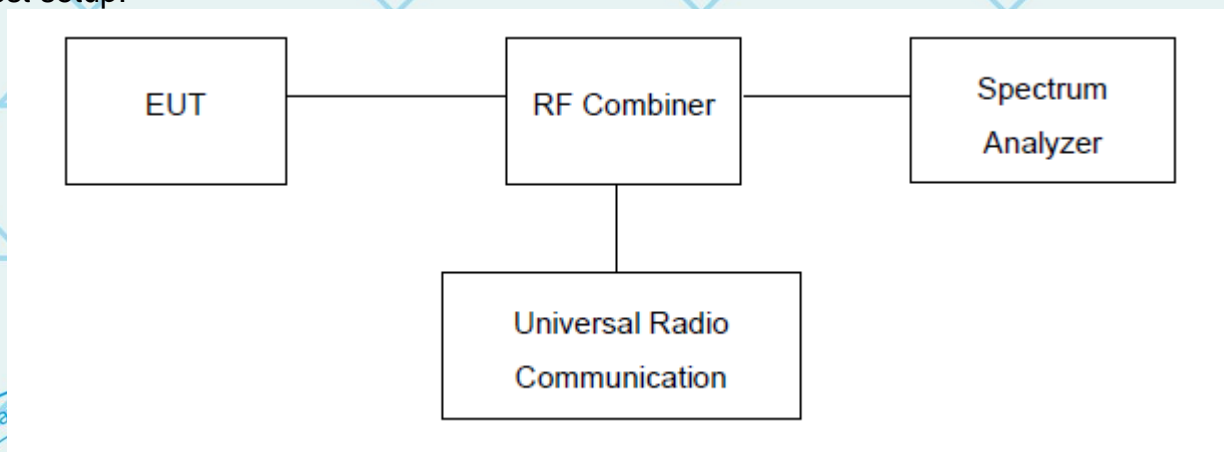 EUT
RF Combiner
Spectrum
Analyzer
Universal Radio
Communication